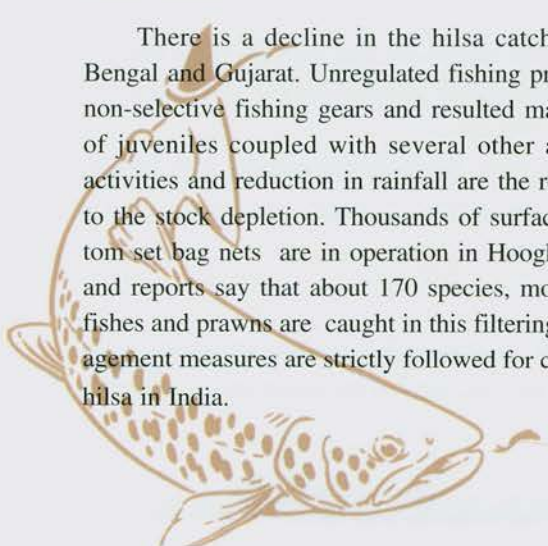 There is a decline in the hilsa catch
Bengal and Gujarat. Unregulated fishing pr
non-selective fishing gears and resulted ma
of juveniles coupled with several other a
activities and reduction in rainfall are the r
to the stock depletion. Thousands of surfac
tom set bag nets are in operation in Hoogl
and reports say that about 170 species, mo
fishes and prawns are caught in this filtering
agement measures are strictly followed for c
hilsa in India.